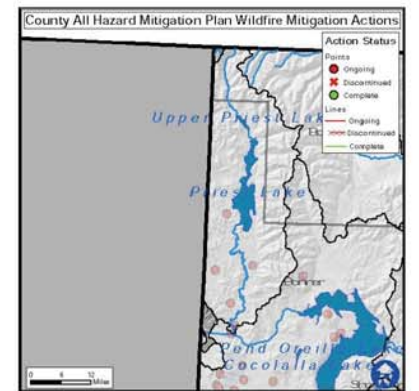 County All Hazard Mitigation Plan Wildfire Mitigation Actions
Action Status
Points
Ongoing
Discontinued
Complete
Lines
Ongoing
Discontinued
Complete
Upper Priest Lake
Priest Lake
Bonner
Pend Oreille
Cocolalla Lake
0 6 12
Miles